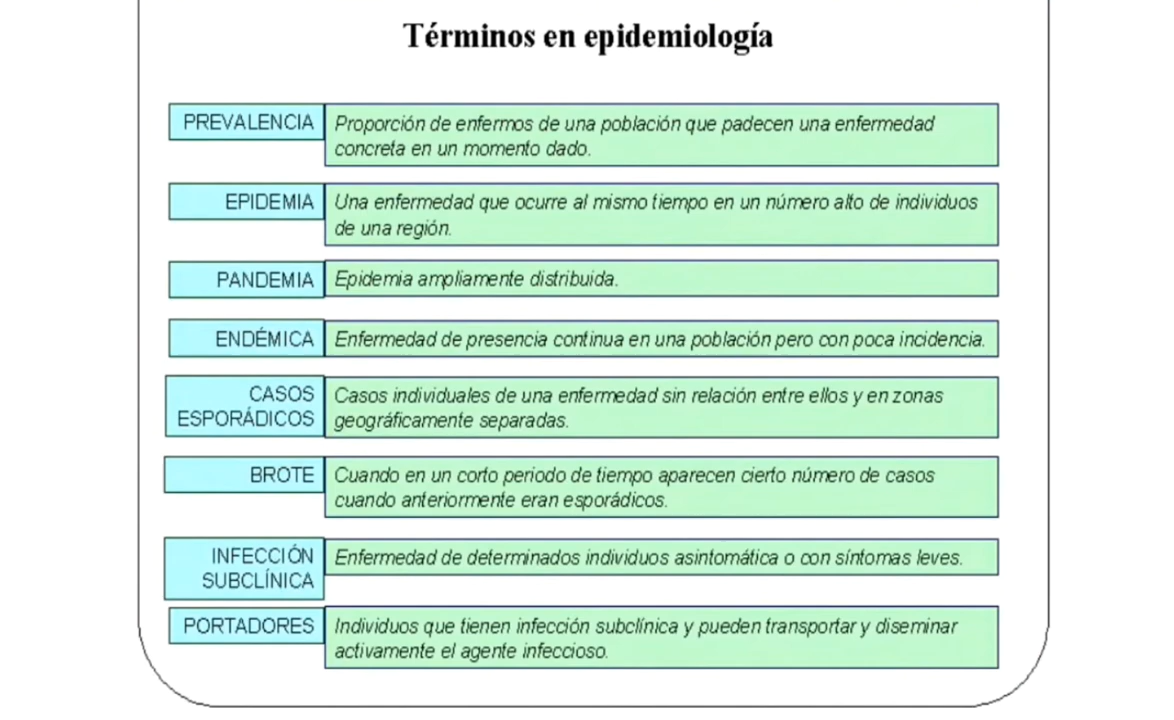 Términos en epidemiología
PREVALENCIA
Proporción de enfermos de una población que padecen una enfermedad
concreta en un momento dado.
EPIDEMIA
Una enfermedad que ocurre al mismo tiempo en un número alto de individuos
de una región.
PANDEMIA
Epidemia ampliamente distribuida.
ENDÉMICA
Enfermedad de presencia continua en una población pero con poca incidencia.
CASOS
ESPORÁDICOS
Casos individuales de una enfermedad sin relación entre ellos y en zonas
geográficamente separadas.
BROTE
Cuando en un corto periodo de tiempo aparecen cierto número de casos
cuando anteriormente eran esporádicos.
INFECCIÓN
SUBCLÍNICA
Enfermedad de determinados individuos asintomática o con síntomas leves.
PORTADORES
Individuos que tienen infección subclínica y pueden transportar y diseminar
activamente el agente infeccioso.